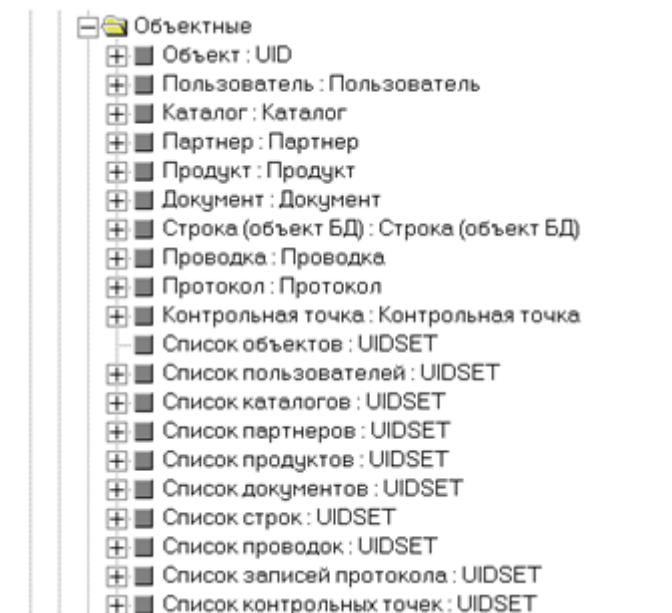 Объектные
Объект : UID
Пользователь : Пользователь
Каталог : Каталог
Партнер : Партнер
Продукт : Продукт
Документ : Документ
Строка (объект БД) : Строка (объект БД)
Проводка : Проводка
Протокол : Протокол
Контрольная точка : Контрольная точка
Список объектов : UIDSET
Список пользователей : UIDSET
Список каталогов : UIDSET
Список партнеров : UIDSET
Список продуктов : UIDSET
Список документов : UIDSET
Список строк : UIDSET
Список проводок : UIDSET
Список записей протокола : UIDSET
Список контрольных точек : UIDSET